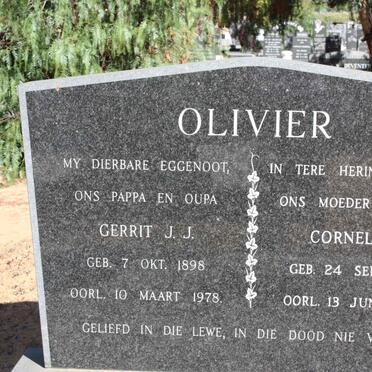 OLIVIER
MY DIERBARE EGGENOOT,
ONS PAPPA EN OUPA
GERRIT J. J.
GEB. 7 OKT. 1898
OORL. 10 MAART 1978.
IN TERE HERIN
ONS MOEDER
CORNEL
GEB. 24 SE
OORL. 13 JUN
GELIEFD IN DIE LEWE, IN DIE DOOD NIE V